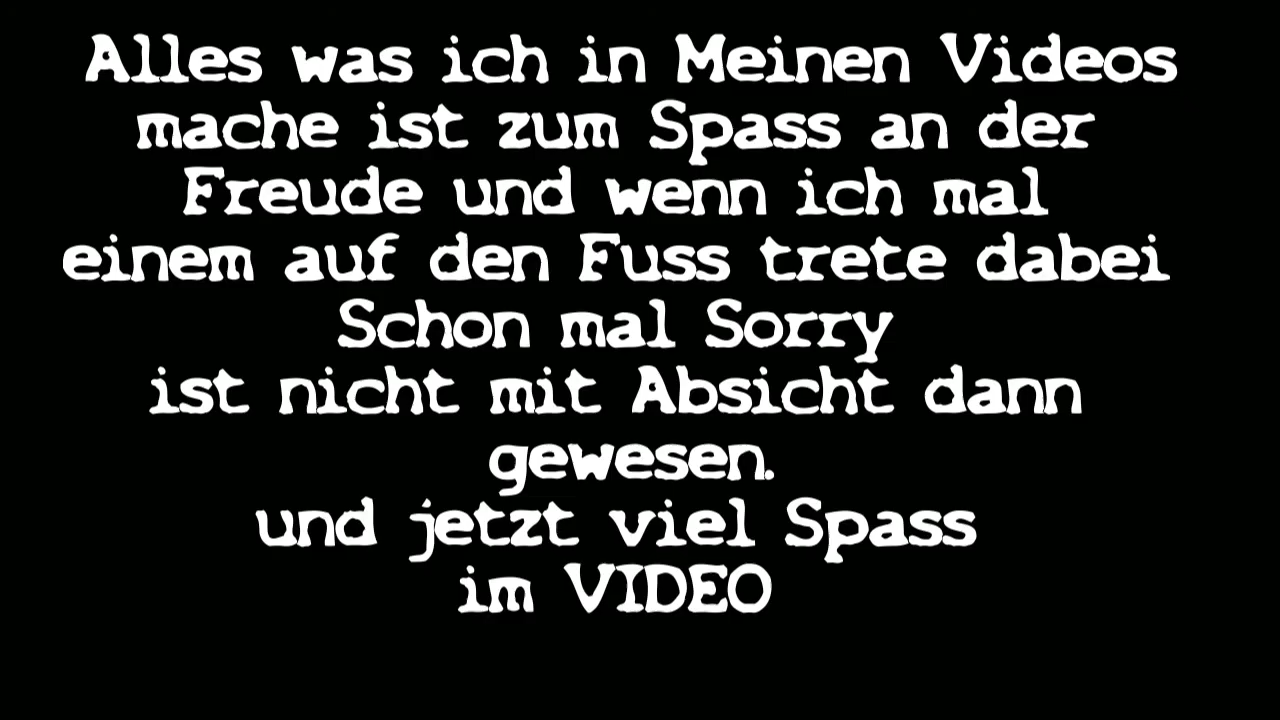 Alles was ich in Meinen Videos
mache ist zum Spass an der
Freude und wenn ich mal
einem auf den Fuss trete dabei
Schon mal Sorry
ist nicht mit Absicht dann
gewesen.
und jetzt viel Spass
im VIDEO